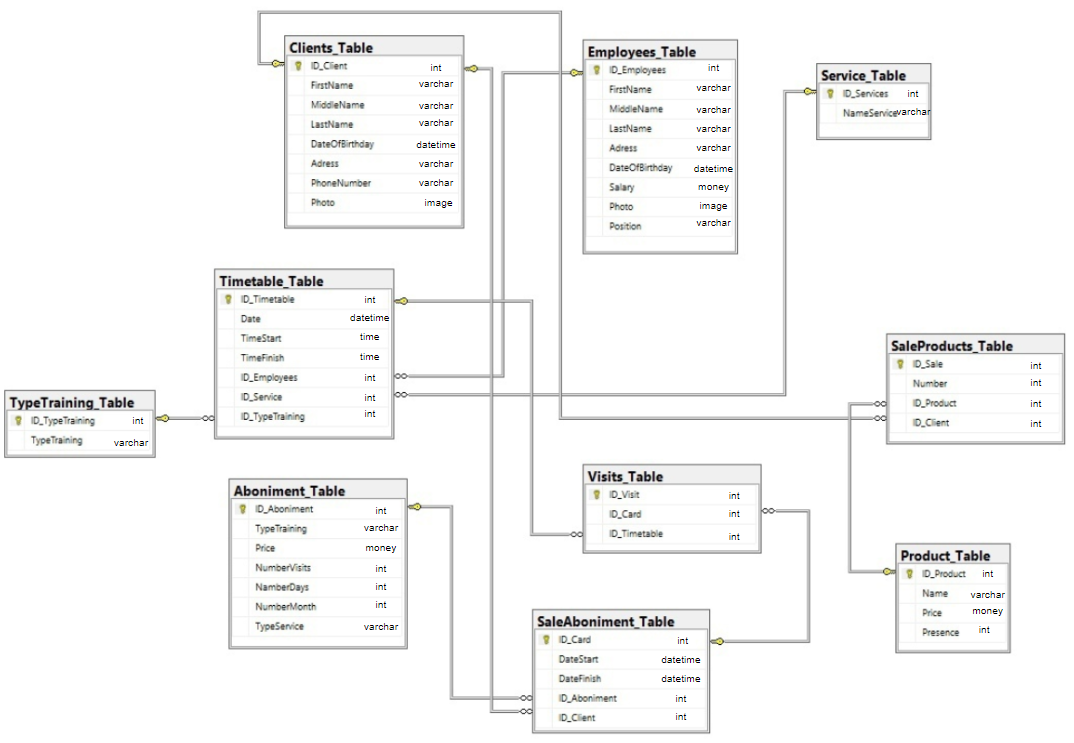 Clients_Table
ID_Client int
FirstName varchar
MiddleName varchar
LastName varchar
DateOfBirthday datetime
Adress varchar
PhoneNumber varchar
Photo image
Employees_Table
ID_Employees int
FirstName varchar
MiddleName varchar
LastName varchar
Adress varchar
DateOfBirthday datetime
Salary money
Photo image
Position varchar
Service_Table
ID_Services int
NameService varchar
Timetable_Table
ID_Timetable int
Date datetime
TimeStart time
TimeFinish time
ID_Employees int
ID_Service int
ID_TypeTraining int
SaleProducts_Table
ID_Sale int
Number int
ID_Product int
ID_Client int
TypeTraining_Table
ID_TypeTraining int
TypeTraining varchar
Aboniment_Table
ID_Aboniment int
TypeTraining varchar
Price money
NumberVisits int
NamberDays int
NumberMonth int
TypeService varchar
Visits_Table
ID_Visit int
ID_Card int
ID_Timetable int
Product_Table
ID_Product int
Name varchar
Price money
Presence int
SaleAboniment_Table
ID_Card int
DateStart datetime
DateFinish datetime
ID_Aboniment int
ID_Client int